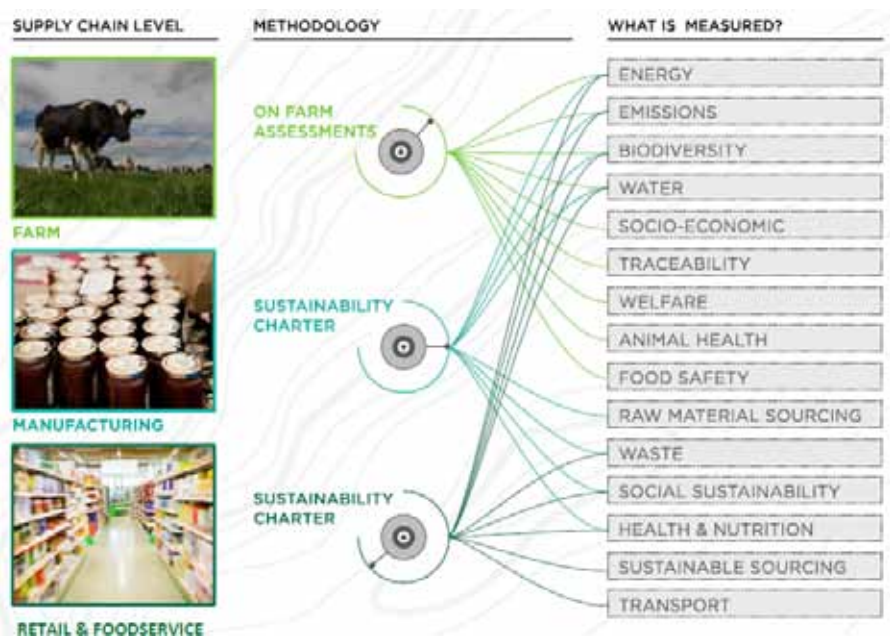 SUPPLY CHAIN LEVEL
METHODOLOGY
WHAT IS MEASURED?
FARM
MANUFACTURING
RETAIL & FOODSERVICE
ON FARM
ASSESSMENTS
SUSTAINABILITY
CHARTER
SUSTAINABILITY
CHARTER
ENERGY
EMISSIONS
BIODIVERSITY
WATER
SOCIO-ECONOMIC
TRACEABILITY
WELFARE
ANIMAL HEALTH
FOOD SAFETY
RAW MATERIAL SOURCING
WASTE
SOCIAL SUSTAINABILITY
HEALTH & NUTRITION
SUSTAINABLE SOURCING
TRANSPORT